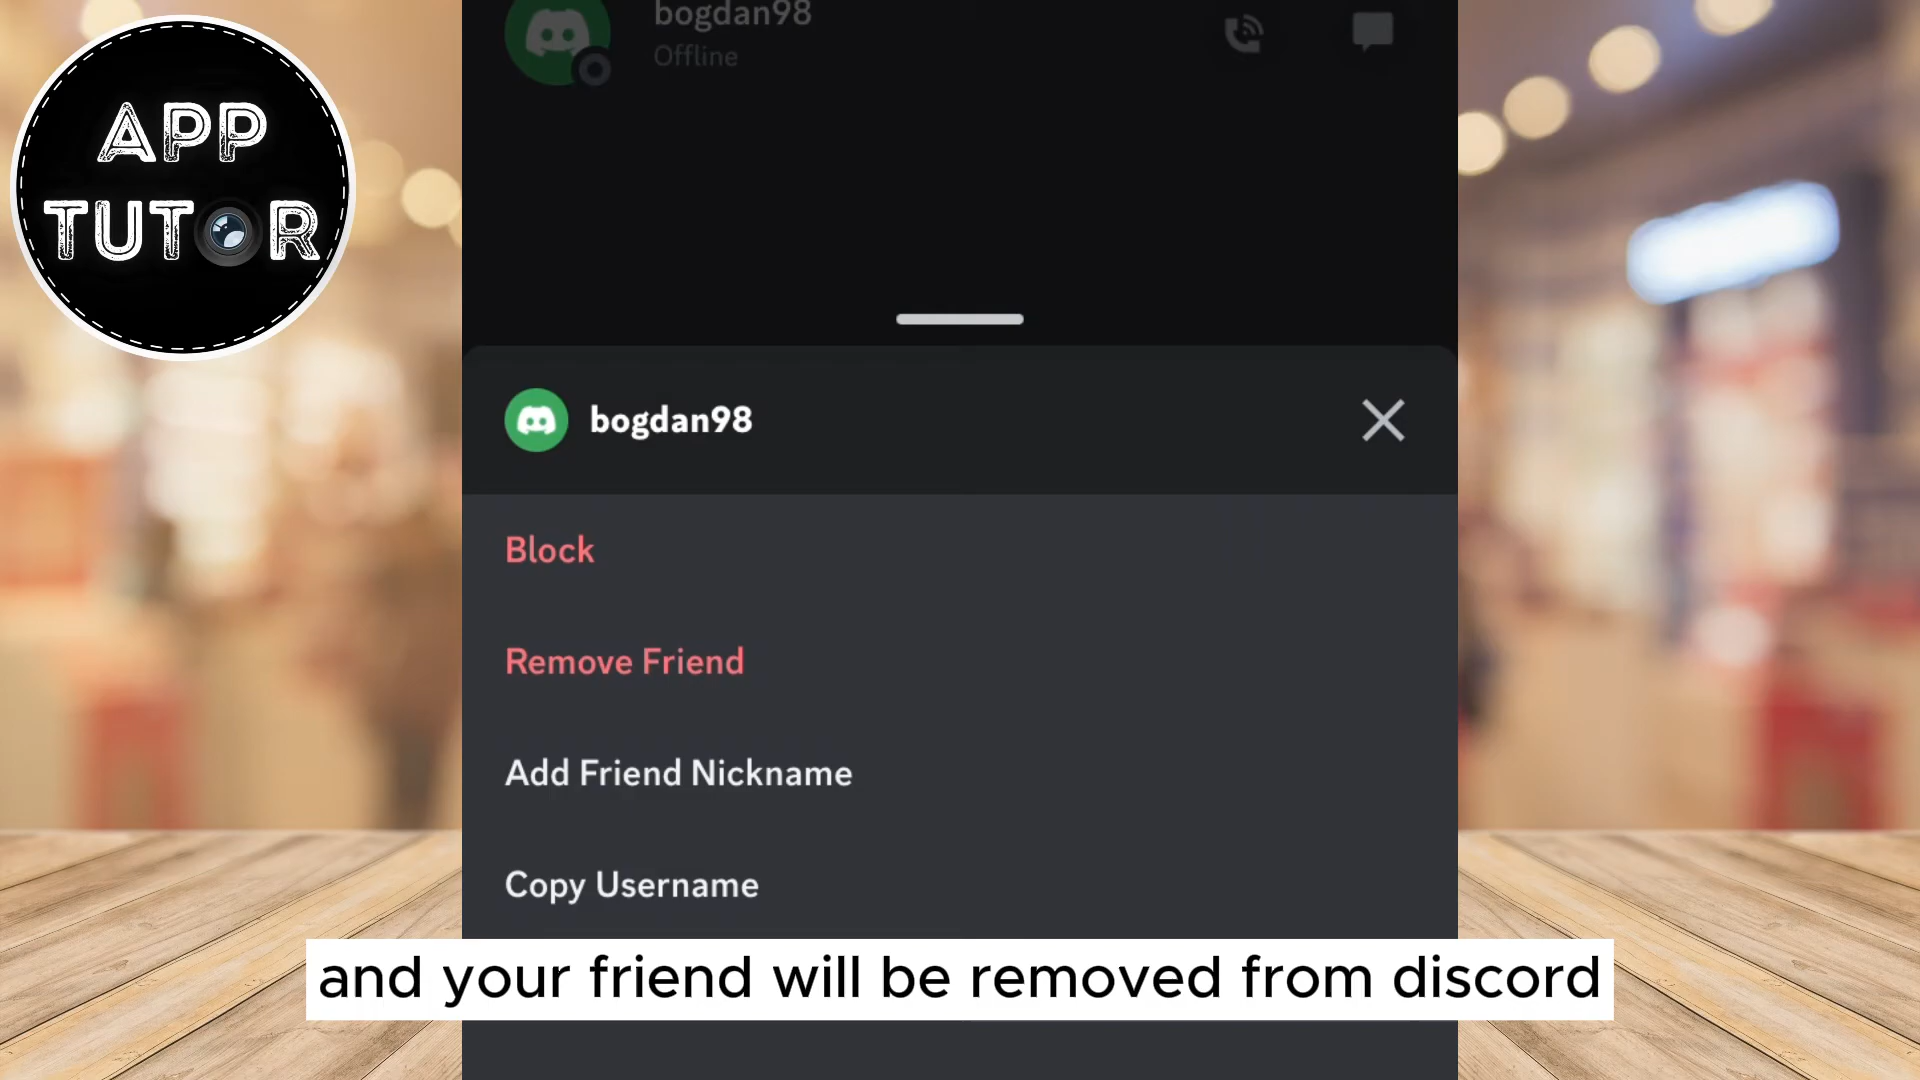 APP
TUTOR
bogdan98
Offline
bogdan98
Block
Remove Friend
Add Friend Nickname
Copy Username
and your friend will be removed from discord